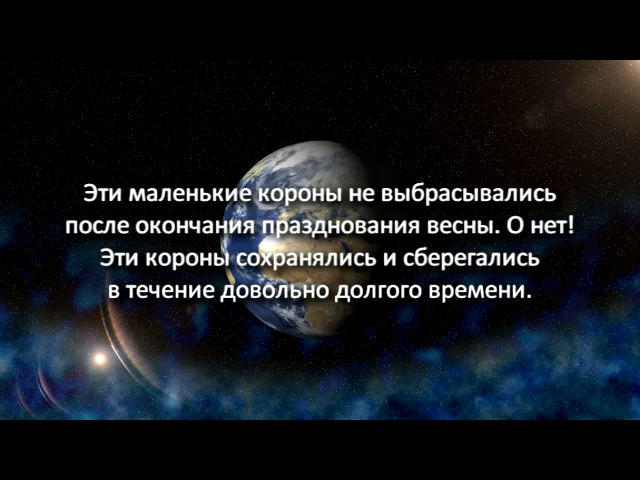 Эти маленькие короны не выбрасывались
после окончания празднования весны. О нет!
Эти короны сохранялись и сберегались
в течение довольно долгого времени.